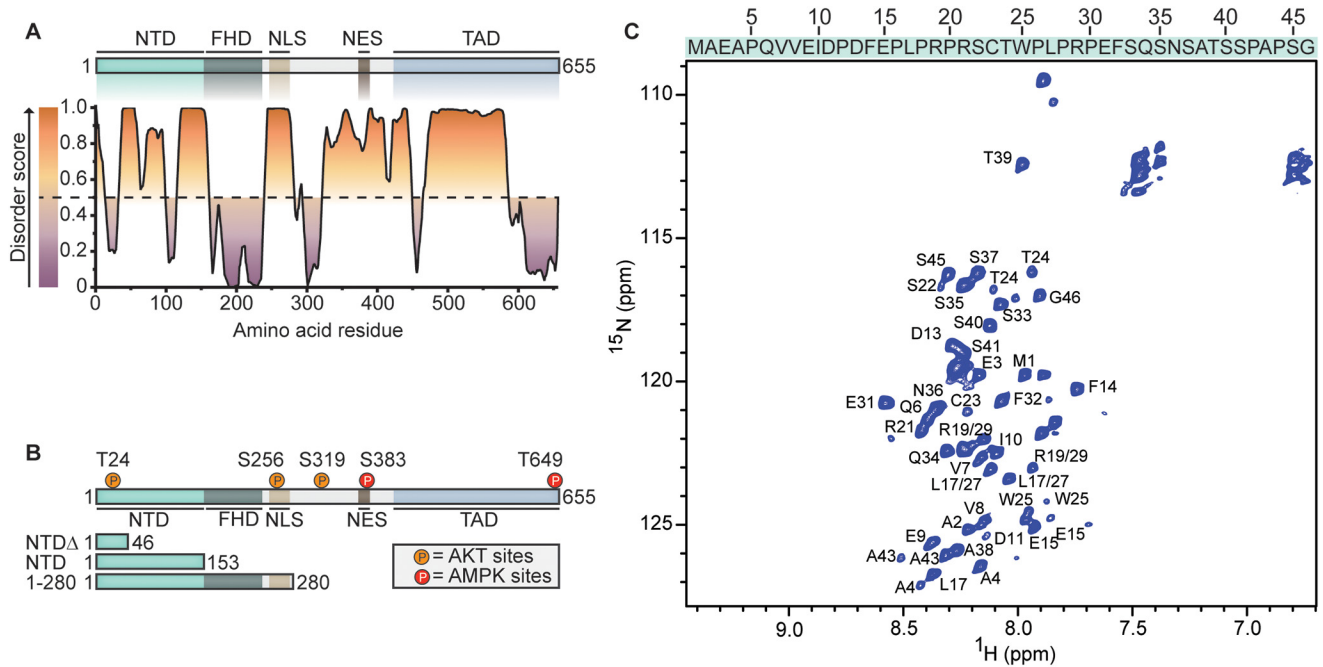 A
NTD FHD NLS NES TAD
1 655
Disorder score
1.0
0.8
0.6
0.4
0.2
0
0 100 200 300 400 500 600
Amino acid residue
B
T24 S256 S319 S383 T649
P P P P P
1 655
NTD FHD NLS NES TAD
NTDΔ 1 46
NTD 1 153
1-280 1 280
P = AKT sites
P = AMPK sites
C
5 10 15 20 25 30 35 40 45
MAEAPQVVEIDPDFEPLPRPRSCTWPLPRPEFSQSNSATSSPAPSG
15N (ppm)
110
115
120
125
T39
S45 S37 T24
S22 T24
S35 S33 G46
S40
D13 S41
E3 M1
N36 F14
E31 Q6 C23 F32
R21 R19/29 I10
Q34 V7 R19/29
L17/27 L17/27
V8 W25 W25
E9 A2 D11 E15 E15
A43 A43 A38
A4 L17 A4
9.0 8.5 8.0 7.5 7.0
1H (ppm)